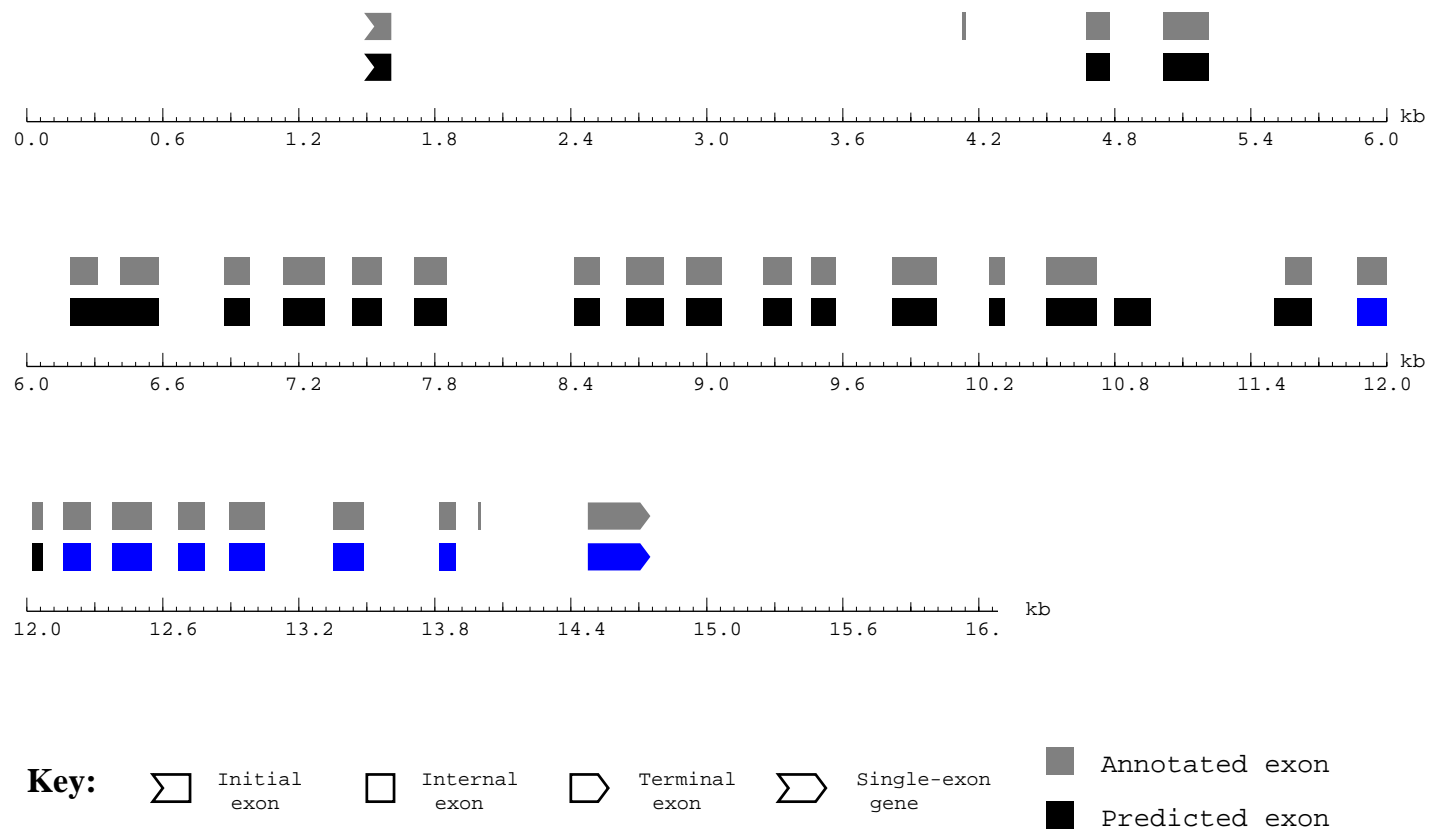 kb
0.0 0.6 1.2 1.8 2.4 3.0 3.6 4.2 4.8 5.4 6.0
kb
6.0 6.6 7.2 7.8 8.4 9.0 9.6 10.2 10.8 11.4 12.0
kb
12.0 12.6 13.2 13.8 14.4 15.0 15.6 16.
Key:
Initial
exon
Internal
exon
Terminal
exon
Single-exon
gene
Annotated exon
Predicted exon